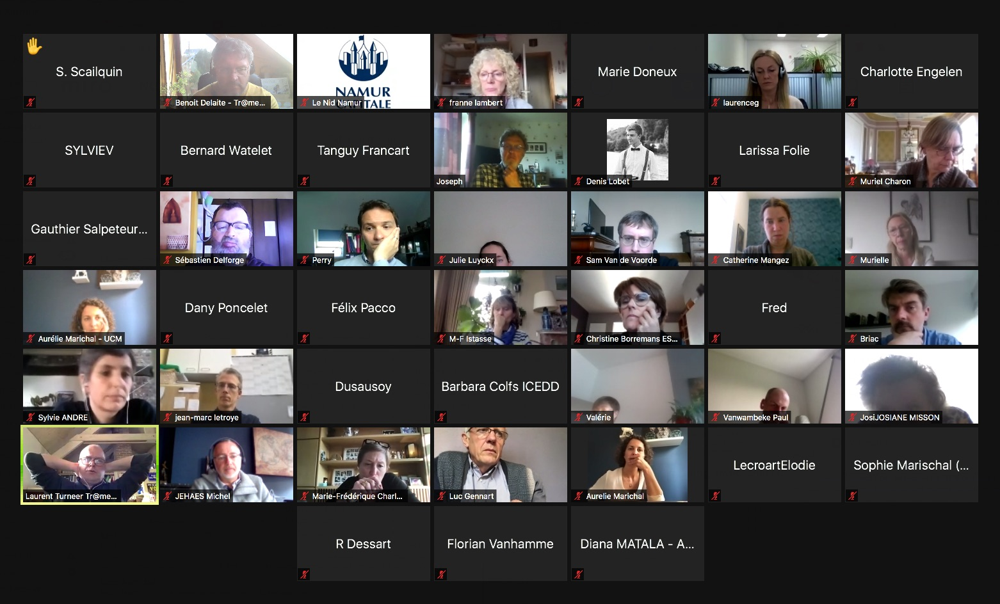 S. Scailquin
Benoit Delaite - Tr@me...
NAMUR
TALE
Le Nid Namur
franne lambert
Marie Doneux
laurenceg
Charlotte Engelen
SYLVIEV
Bernard Watelet
Tanguy Francart
Joseph
Denis Lobet
Larissa Folie
Muriel Charon
Gauthier Salpeteur...
Sébastien Delforge
Perry
Julie Luyckx
Sam Van de Voorde
Catherine Mangez
Murielle
Aurélie Marichal - UCM
Dany Poncelet
Félix Pacco
M-F Istasse
Christine Borremans ES...
Fred
Briac
Sylvie ANDRE
jean-marc letroye
Dusausoy
Barbara Colfs ICEDD
Valérie
Vanwambeke Paul
JosiJOSIANE MISSON
Laurent Turneer Tr@me...
JEHAES Michel
Marie-Frédérique Charl...
Luc Gennart
Aurelie Marichal
LecroartElodie
Sophie Marischal (...
R Dessart
Florian Vanhamme
Diana MATALA - A...